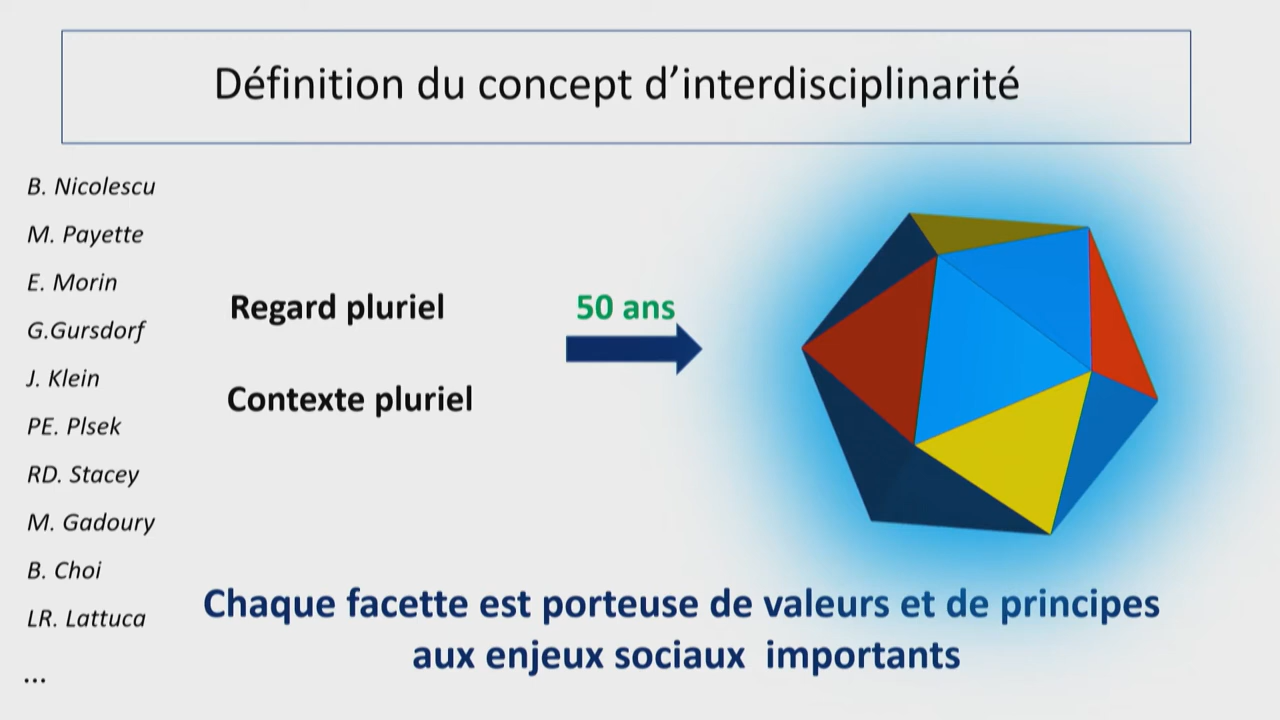 Définition du concept d’interdisciplinarité
B. Nicolescu
M. Payette
E. Morin
G.Gursdorf
J. Klein
PE. Plsek
RD. Stacey
M. Gadoury
B. Choi
LR. Lattuca
...
Regard pluriel
Contexte pluriel
50 ans
Chaque facette est porteuse de valeurs et de principes
aux enjeux sociaux importants